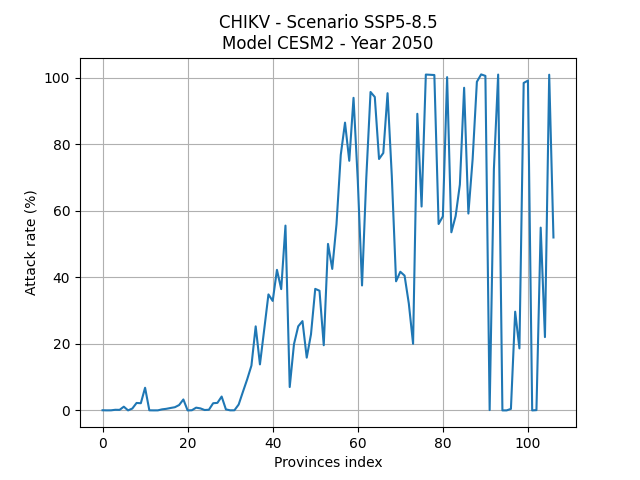 CHIKV - Scenario SSP5-8.5
Model CESM2 - Year 2050
Attack rate (%)
100
80
60
40
20
0
0 20 40 60 80 100
Provinces index